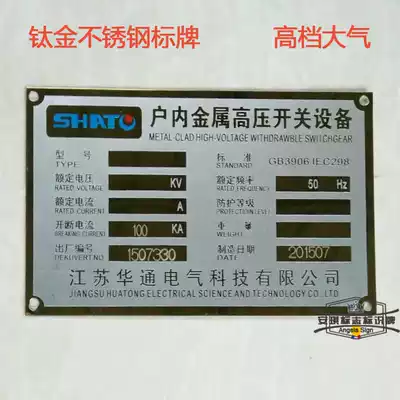 钛金不锈钢标牌 高档大气
SHATO 户内金属高压开关设备
METAL-CLAD HIGH-VOLTAGE WITHDRAWBLE SWITCHGEAR
型号 标准 GB3906 IEC298
TYPE STANDARD
额定电压 KV 额定频率 50 Hz
RATED VOLTAGE RATED FREQUENCY
额定电流 A 防护等级
RATED CURRENT PROTECTION LEVEL
开断电流 100 KA 重量
BREAKING CURRENT WEIGHT
出厂编号 1507330 制造日期 201507
DEKUVERTNO DATE
江苏华通电气科技有限公司
JIANGSU HUATONG ELECTRICAL SCIENCE AND TECHNOLOGY CO., LTD
安琪标志标识牌
Angela Sign